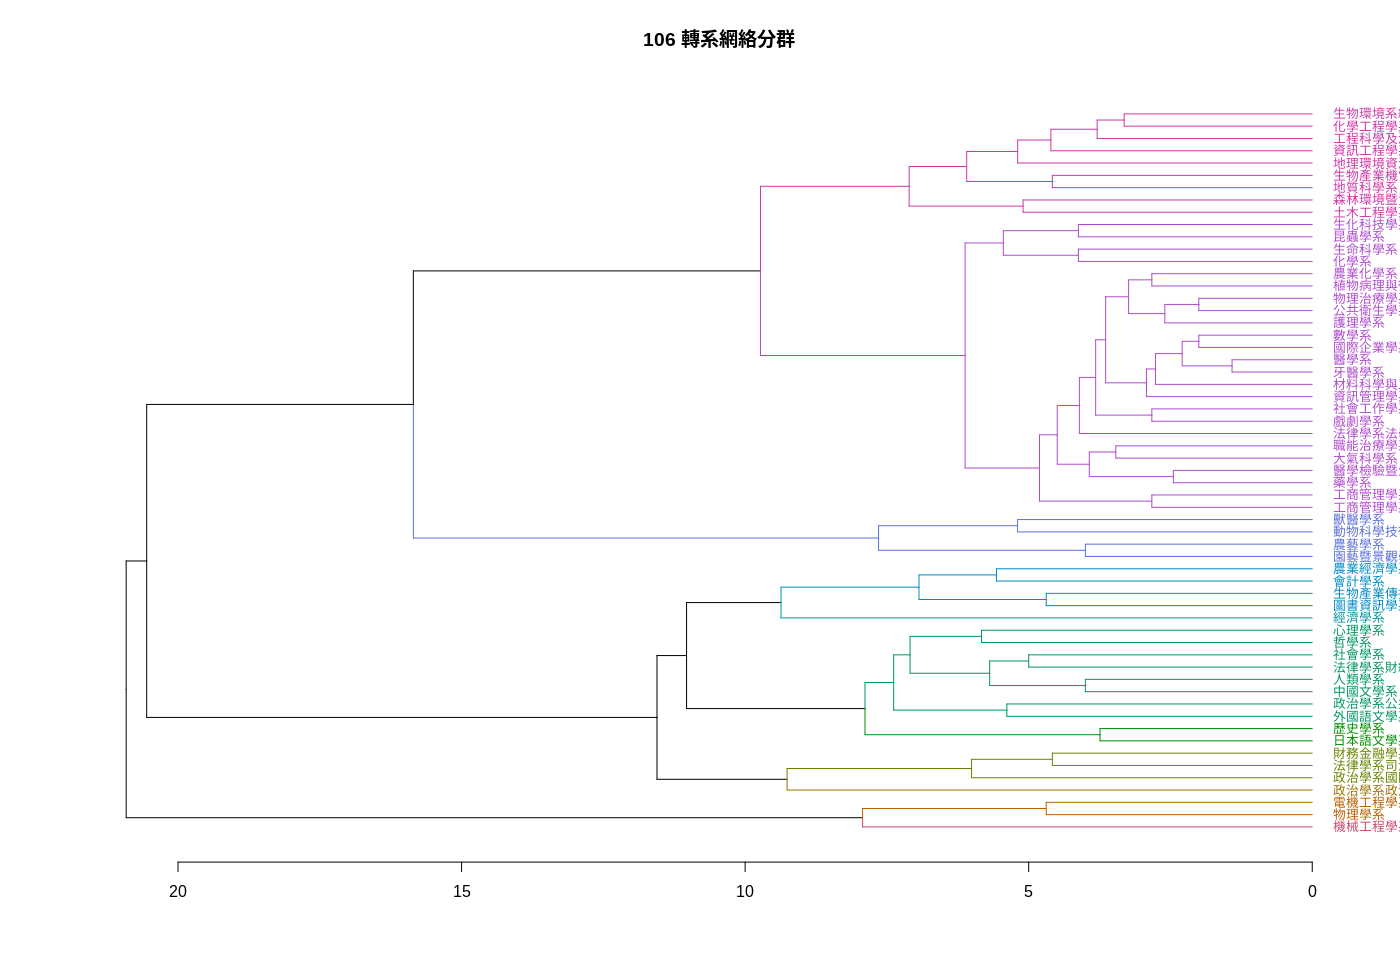 106 轉系網絡分群
生物環境系
化學工程學
工程科學及
資訊工程學
地理環境資
生物產業機
地質科學系
森林環境暨
土木工程學
生化科技學
昆蟲學系
生命科學系
化學系
農業化學系
植物病理與
物理治療學
公共衛生學
護理學系
數學系
國際企業學
醫學系
牙醫學系
材料科學與
資訊管理學
社會工作學
戲劇學系
法律學系法
職能治療學
大氣科學系
醫學檢驗暨
藥學系
工商管理學
工商管理學
獸醫學系
動物科學技
農藝學系
園藝暨景觀
農業經濟學
會計學系
生物產業傳
圖書資訊學
經濟學系
心理學系
哲學系
社會學系
法律學系財
人類學系
中國文學系
政治學系公
外國語文學
歷史學系
日本語文學
財務金融學
法律學系司
政治學系國
政治學系政
電機工程學
物理學系
機械工程學
20 15 10 5 0